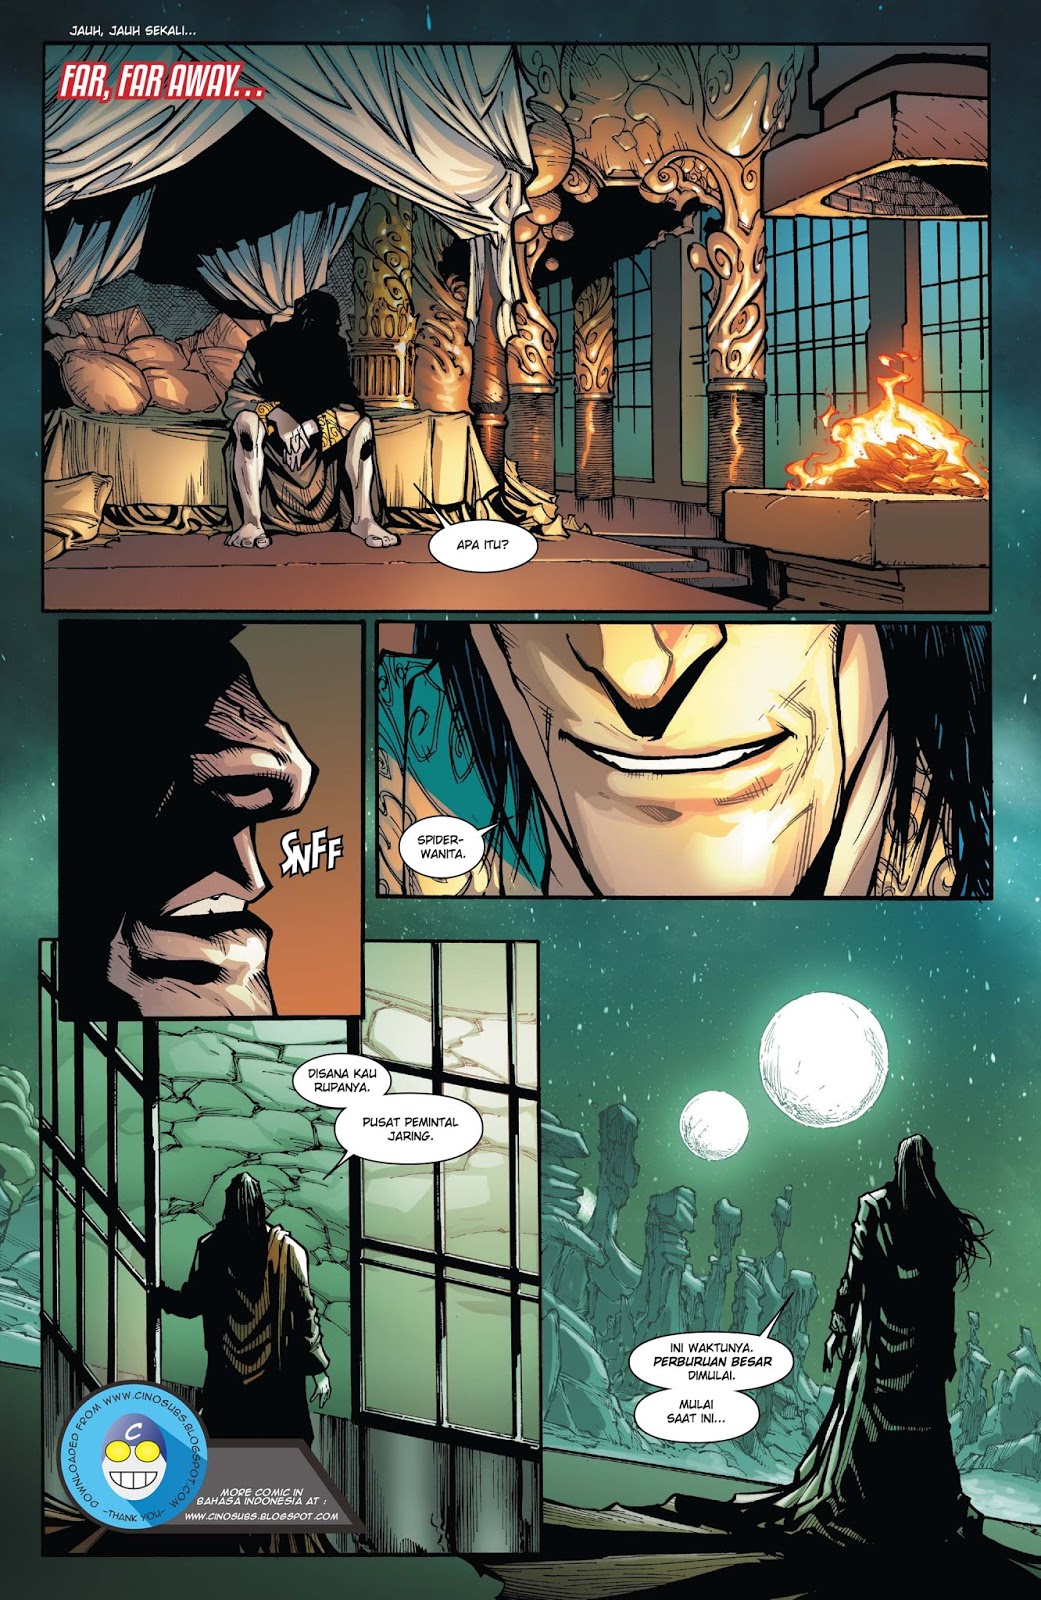 JAUH, JAUH SEKALI...
FAR, FAR AWAY...
APA ITU?
SNFF
SPIDER-
WANITA.
DISANA KAU
RUPANYA.
PUSAT PEMINTAL
JARING.
INI WAKTUNYA.
PERBURUAN BESAR
DIMULAI.
MULAI
SAAT INI...
DOWNLOADED FROM WWW.CINOSUBS.BLOGSPOT.COM
C
-THANK YOU-
MORE COMIC IN
BAHASA INDONESIA AT :
WWW.CINOSUBS.BLOGSPOT.COM